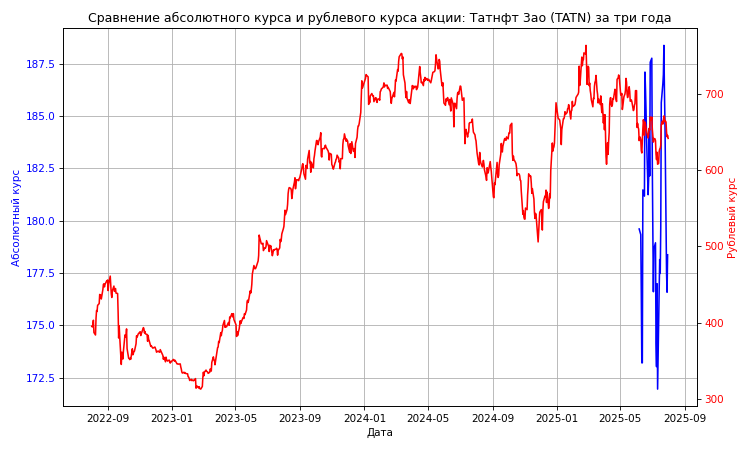 Сравнение абсолютного курса и рублевого курса акции: Татнфт 3ао (TATN) за три года
Абсолютный курс
187.5
185.0
182.5
180.0
177.5
175.0
172.5
700
600
500
400
300
Рублевый курс
2022-09 2023-01 2023-05 2023-09 2024-01 2024-05 2024-09 2025-01 2025-05 2025-09
Дата